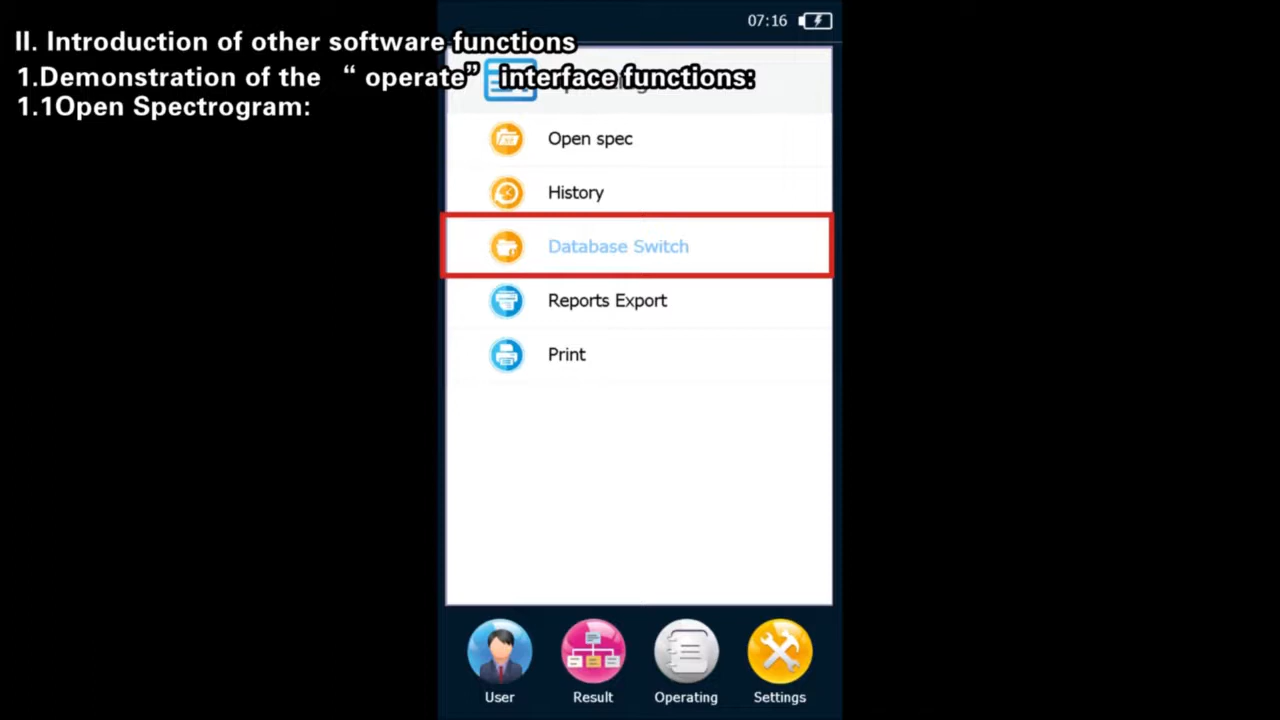 07:16
II. Introduction of other software functions
1.Demonstration of the “ operate” interface functions:
1.1Open Spectrogram:
Open spec
History
Database Switch
Reports Export
Print
User
Result
Operating
Settings